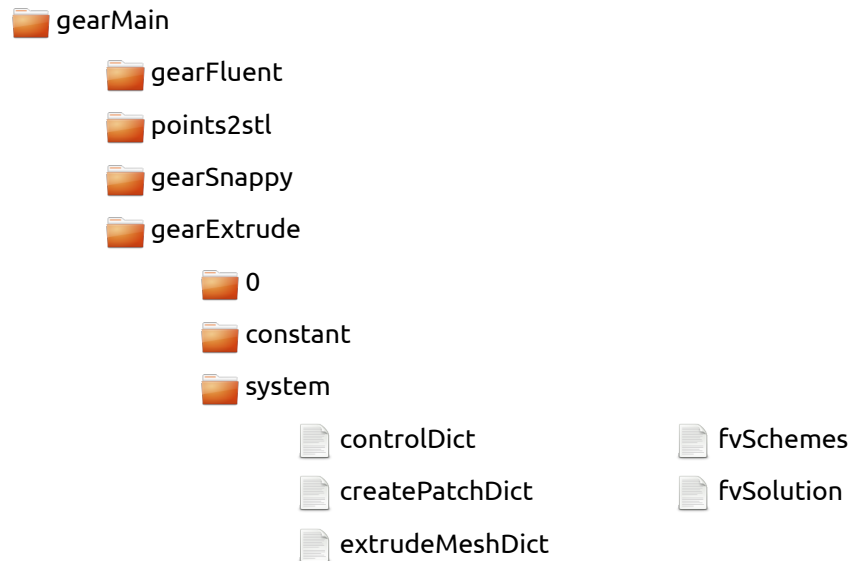 gearMain
gearFluent
points2stl
gearSnappy
gearExtrude
0
constant
system
controlDict fvSchemes
createPatchDict fvSolution
extrudeMeshDict